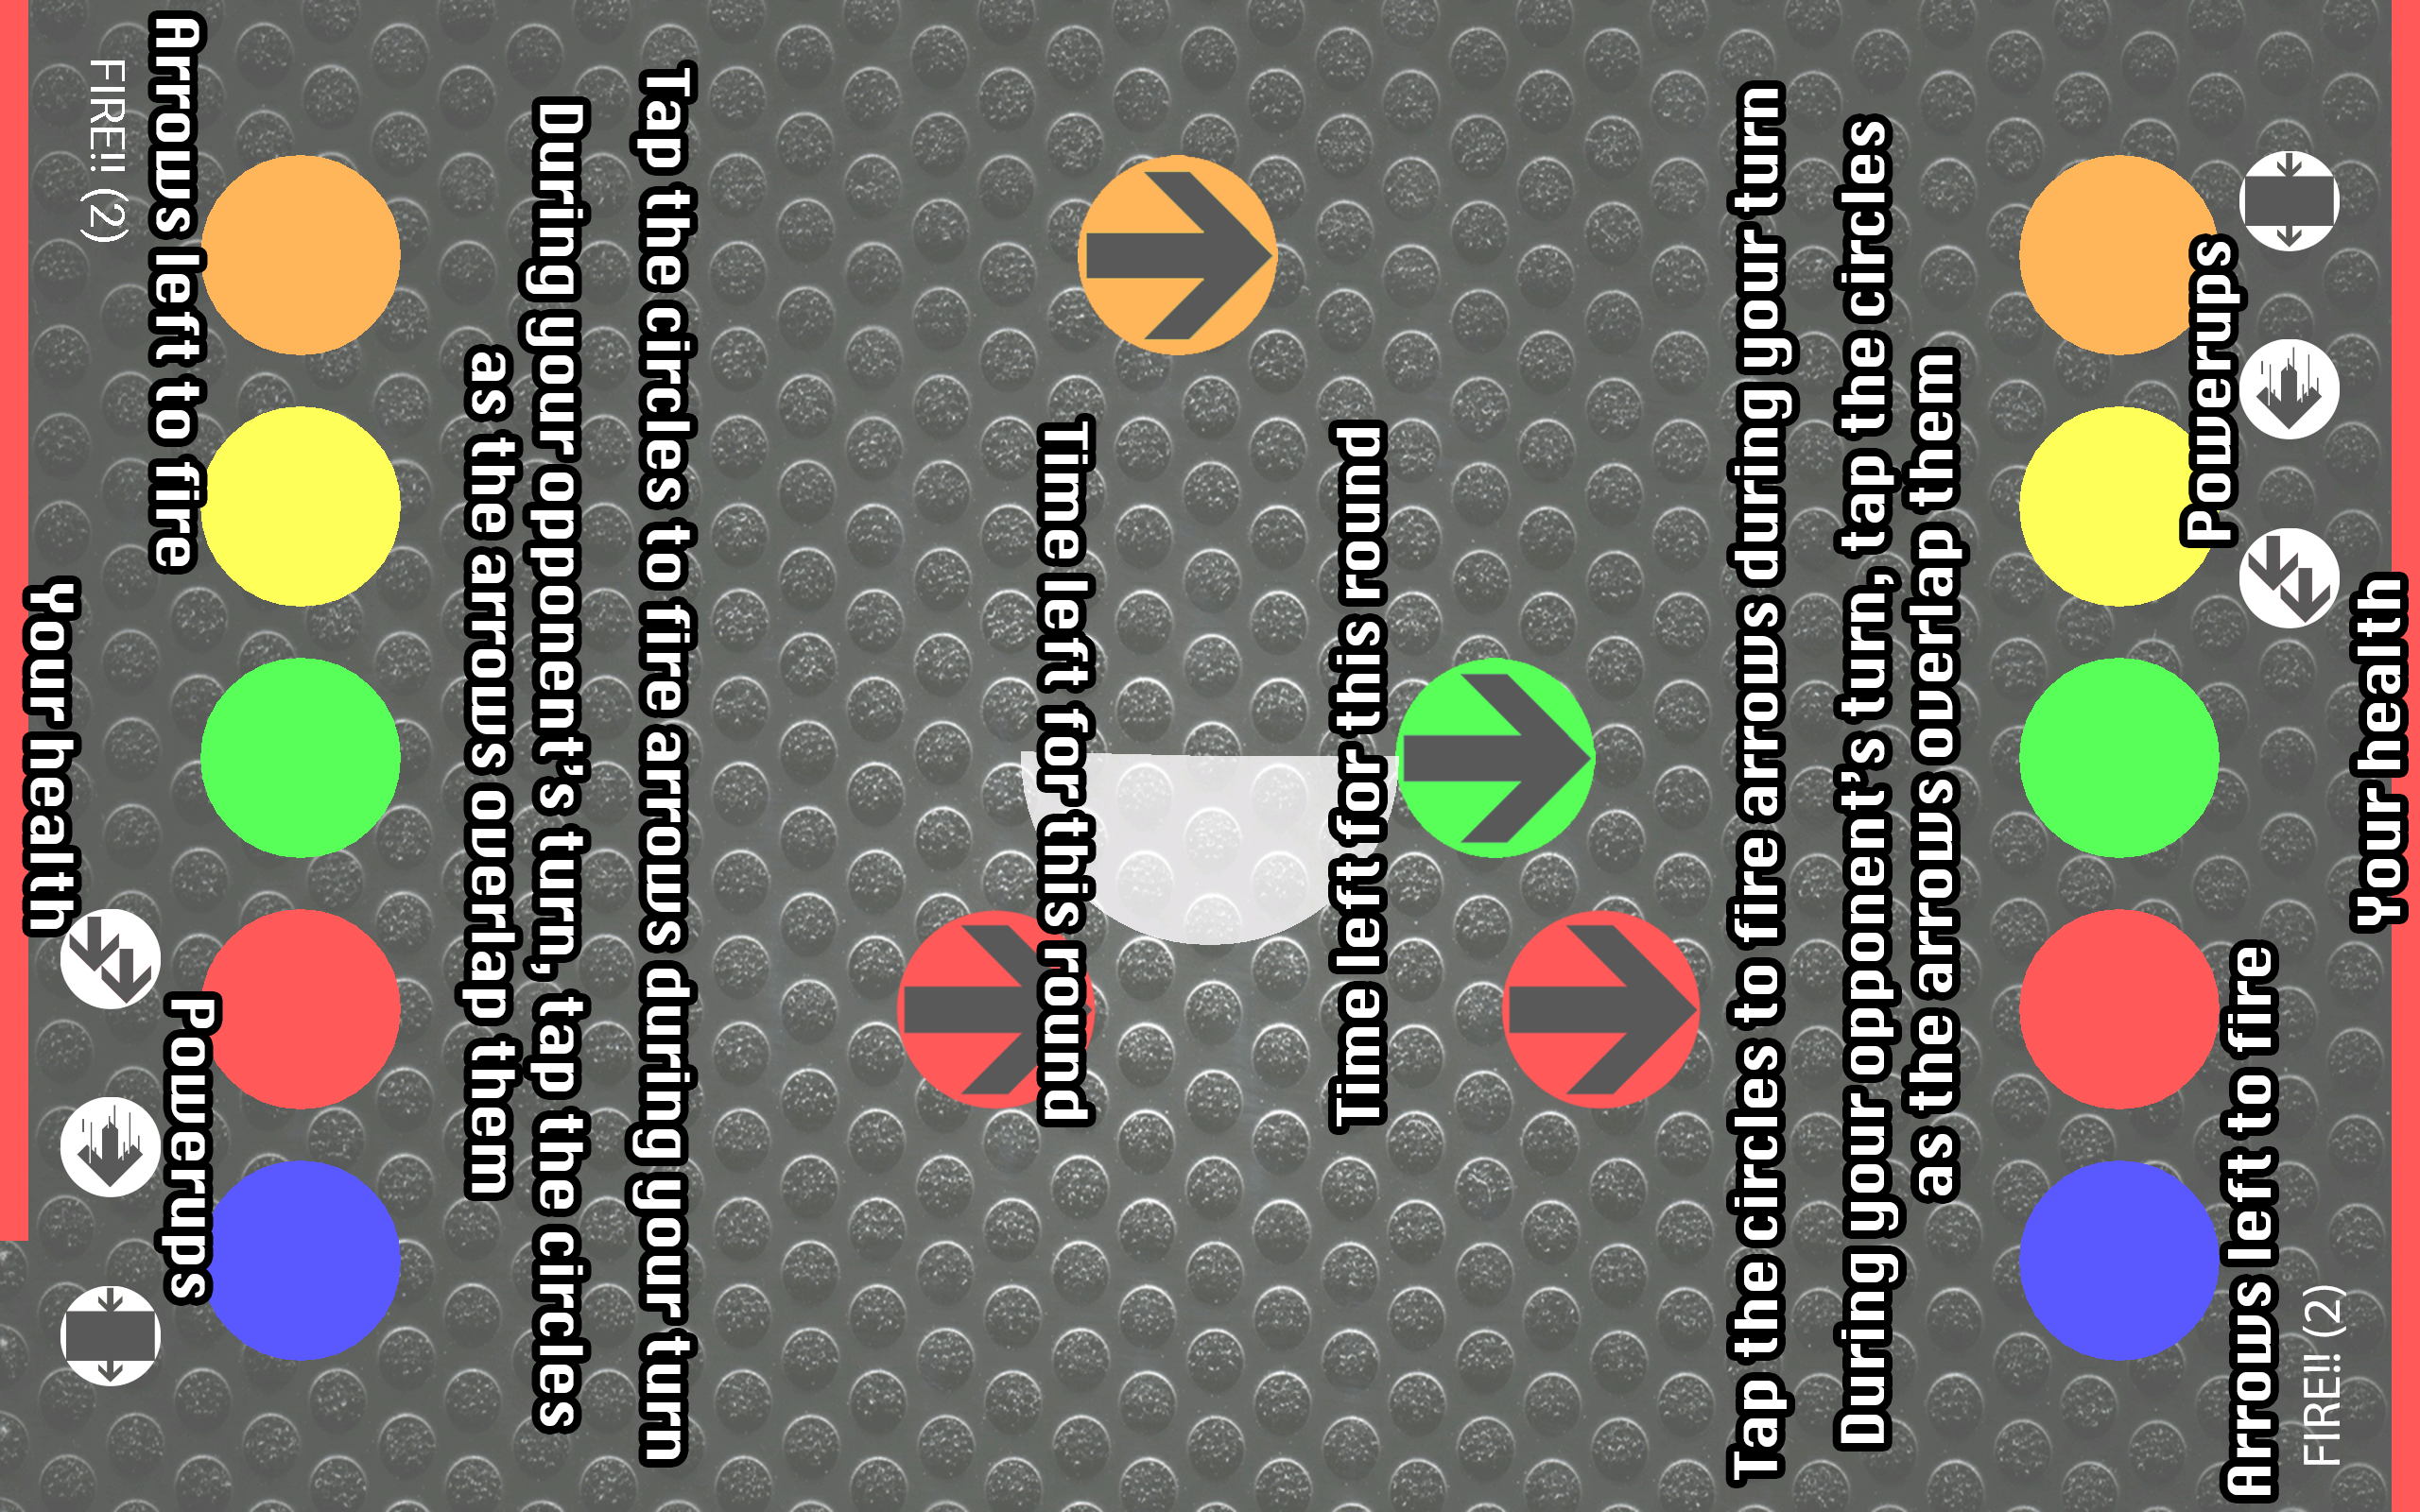 FIRE!! (2)
Arrows left to fire
Your health
Powerups
Tap the circles to fire arrows during your turn
During your opponent's turn, tap the circles
as the arrows overlap them
Time left for this round
Time left for this round
Tap the circles to fire arrows during your turn
During your opponent's turn, tap the circles
as the arrows overlap them
Powerups
Your health
Arrows left to fire
FIRE!! (2)